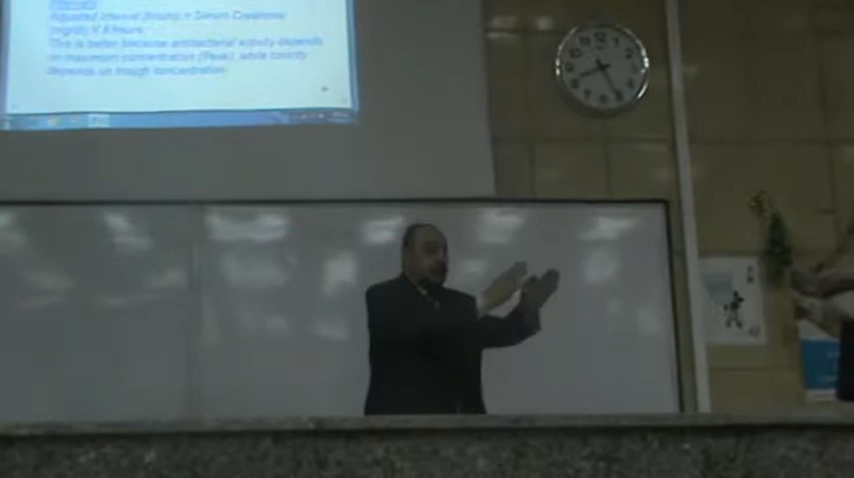 Adjusted Interval (hours) = Serum Creatinine
(mg/dl) X 8 hours
This is better because antibacterial activity depends
on maximum concentration (Peak), while toxicity
depends on trough concentration
12